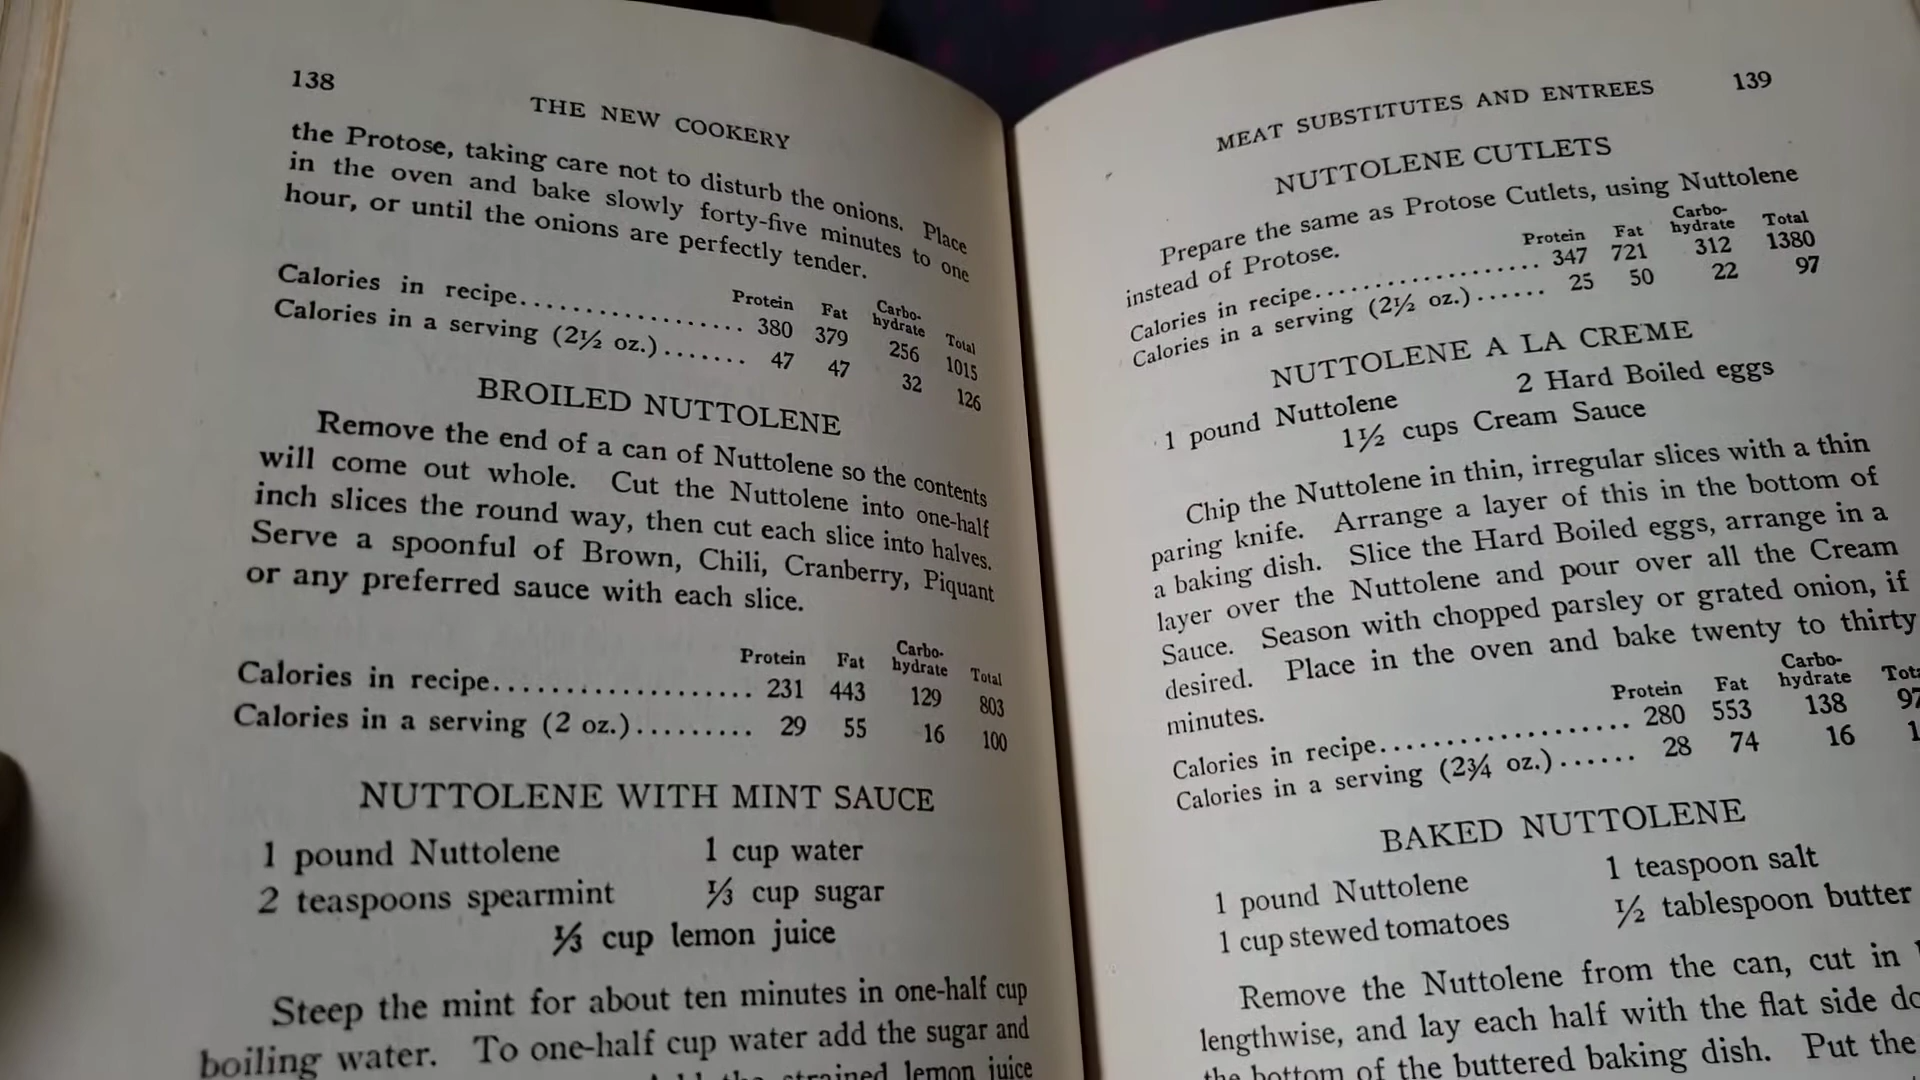 138
THE NEW COOKERY
the Protose, taking care not to disturb the onions. Place
in the oven and bake slowly forty-five minutes to one
hour, or until the onions are perfectly tender.
Protein Fat Carbo-hydrate Total
Calories in recipe................. 380 379 256 1015
Calories in a serving (2½ oz.)....... 47 47 32 126
BROILED NUTTOLENE
Remove the end of a can of Nuttolene so the contents
will come out whole. Cut the Nuttolene into one-half
inch slices the round way, then cut each slice into halves.
Serve a spoonful of Brown, Chili, Cranberry, Piquant
or any preferred sauce with each slice.
Protein Fat Carbo-hydrate Total
Calories in recipe.................... 231 443 129 803
Calories in a serving (2 oz.)......... 29 55 16 100
NUTTOLENE WITH MINT SAUCE
1 pound Nuttolene 1 cup water
2 teaspoons spearmint ⅓ cup sugar
⅓ cup lemon juice
Steep the mint for about ten minutes in one-half cup
boiling water. To one-half cup water add the sugar and
strained lemon juice
MEAT SUBSTITUTES AND ENTREES 139
NUTTOLENE CUTLETS
Prepare the same as Protose Cutlets, using Nuttolene
instead of Protose.
Protein Fat Carbo-hydrate Total
Calories in recipe................. 347 721 312 1380
Calories in a serving (2½ oz.)...... 25 50 22 97
NUTTOLENE A LA CREME
1 pound Nuttolene 2 Hard Boiled eggs
1½ cups Cream Sauce
Chip the Nuttolene in thin, irregular slices with a thin
paring knife. Arrange a layer of this in the bottom of
a baking dish. Slice the Hard Boiled eggs, arrange in a
layer over the Nuttolene and pour over all the Cream
Sauce. Season with chopped parsley or grated onion, if
desired. Place in the oven and bake twenty to thirty
minutes.
Protein Fat Carbo-hydrate
Calories in recipe.................... 280 553 138
Calories in a serving (2¾ oz.)...... 28 74 16
BAKED NUTTOLENE
1 pound Nuttolene 1 teaspoon salt
1 cup stewed tomatoes ½ tablespoon butter
Remove the Nuttolene from the can, cut in
lengthwise, and lay each half with the flat side
the bottom of the buttered baking dish. Put the